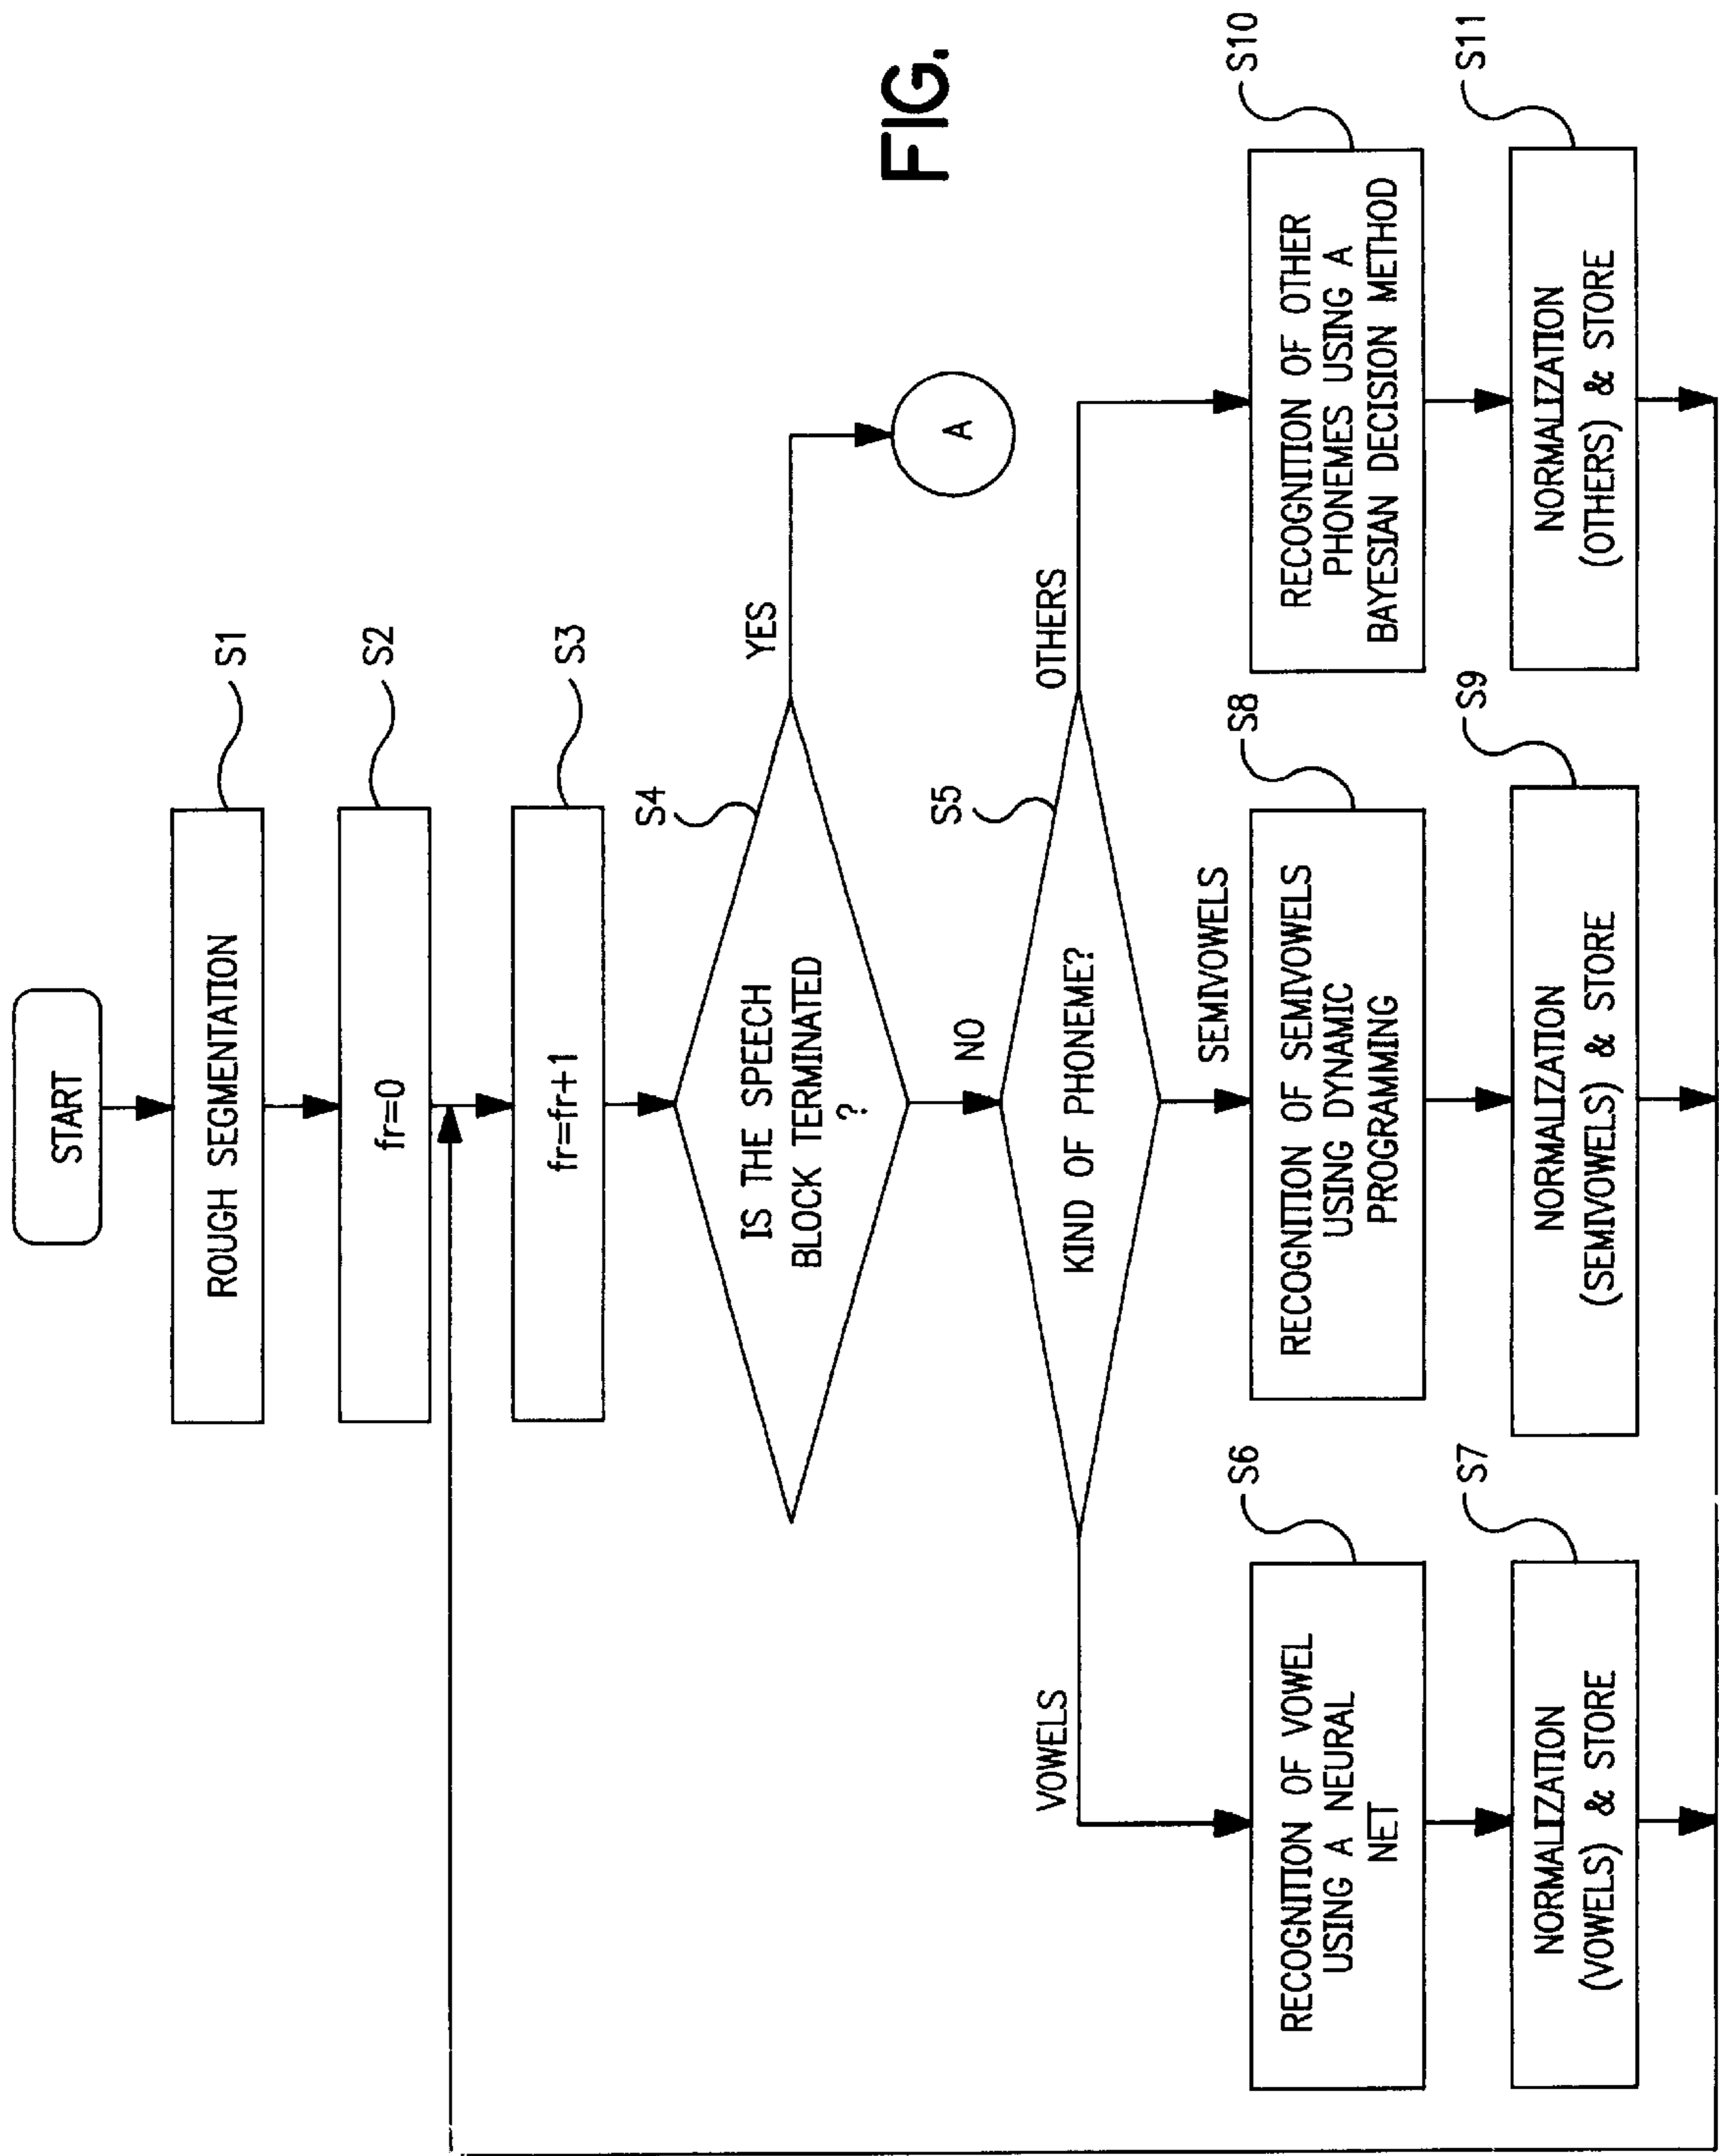 START
ROUGH SEGMENTATION
S1
fr=0
S2
fr=fr+1
S3
S4
IS THE SPEECH
BLOCK TERMINATED
?
YES
A
FIG.
NO
S5
KIND OF PHONEME?
VOWELS
SEMIVOWELS
OTHERS
S6
RECOGNITION OF VOWEL
USING A NEURAL
NET
S8
RECOGNITION OF SEMIVOWELS
USING DYNAMIC
PROGRAMMING
S10
RECOGNITION OF OTHER
PHONEMES USING A
BAYESIAN DECISION METHOD
S7
NORMALIZATION
(VOWELS) & STORE
S9
NORMALIZATION
(SEMIVOWELS) & STORE
S11
NORMALIZATION
(OTHERS) & STORE